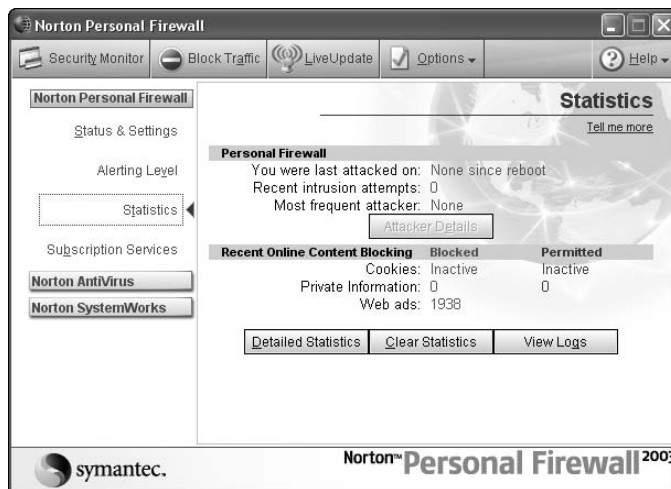 Norton Personal Firewall
Security Monitor Block Traffic LiveUpdate Options Help
Norton Personal Firewall
Status & Settings
Alerting Level
Statistics
Subscription Services
Norton AntiVirus
Norton SystemWorks
Statistics
Tell me more
Personal Firewall
You were last attacked on: None since reboot
Recent intrusion attempts: 0
Most frequent attacker: None
Attacker Details
Recent Online Content Blocking Blocked Permitted
Cookies: Inactive Inactive
Private Information: 0 0
Web ads: 1938
Detailed Statistics Clear Statistics View Logs
symantec.
Norton™ Personal Firewall 2003